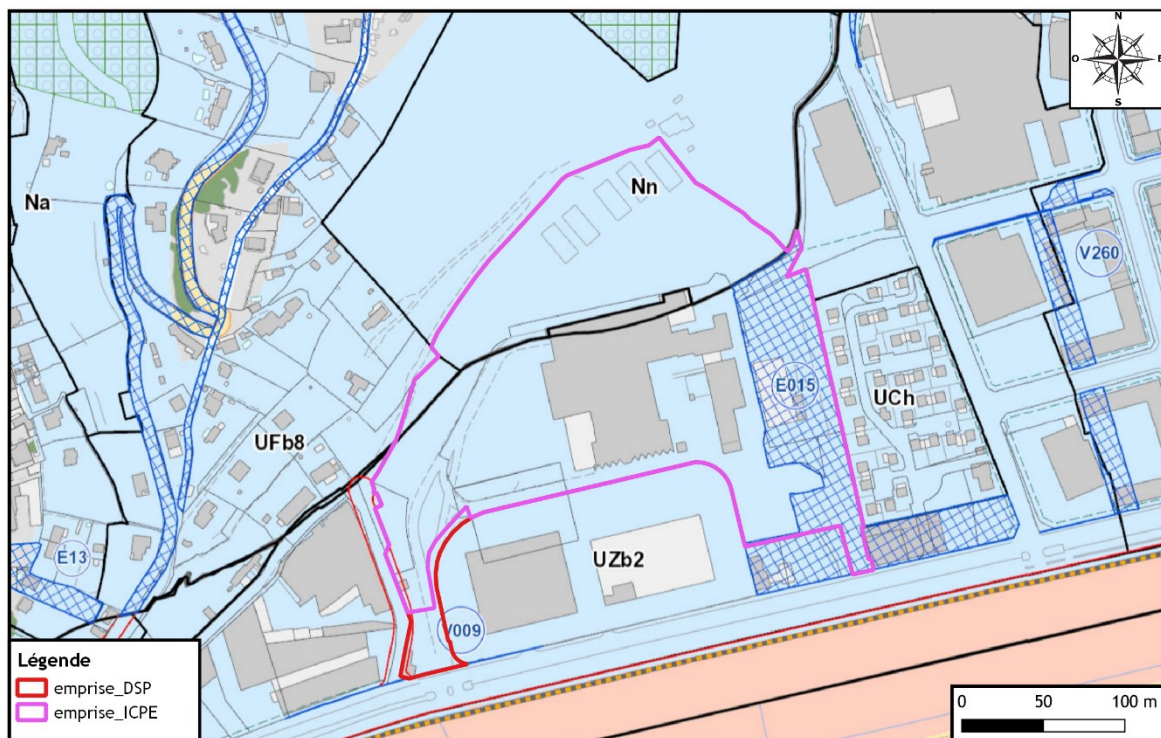 N
O
E
S
Nn
Na
V260
E015
UCh
UFb8
E13
UZb2
V009
Légende
emprise_DSP
emprise_ICPE
0 50 100 m